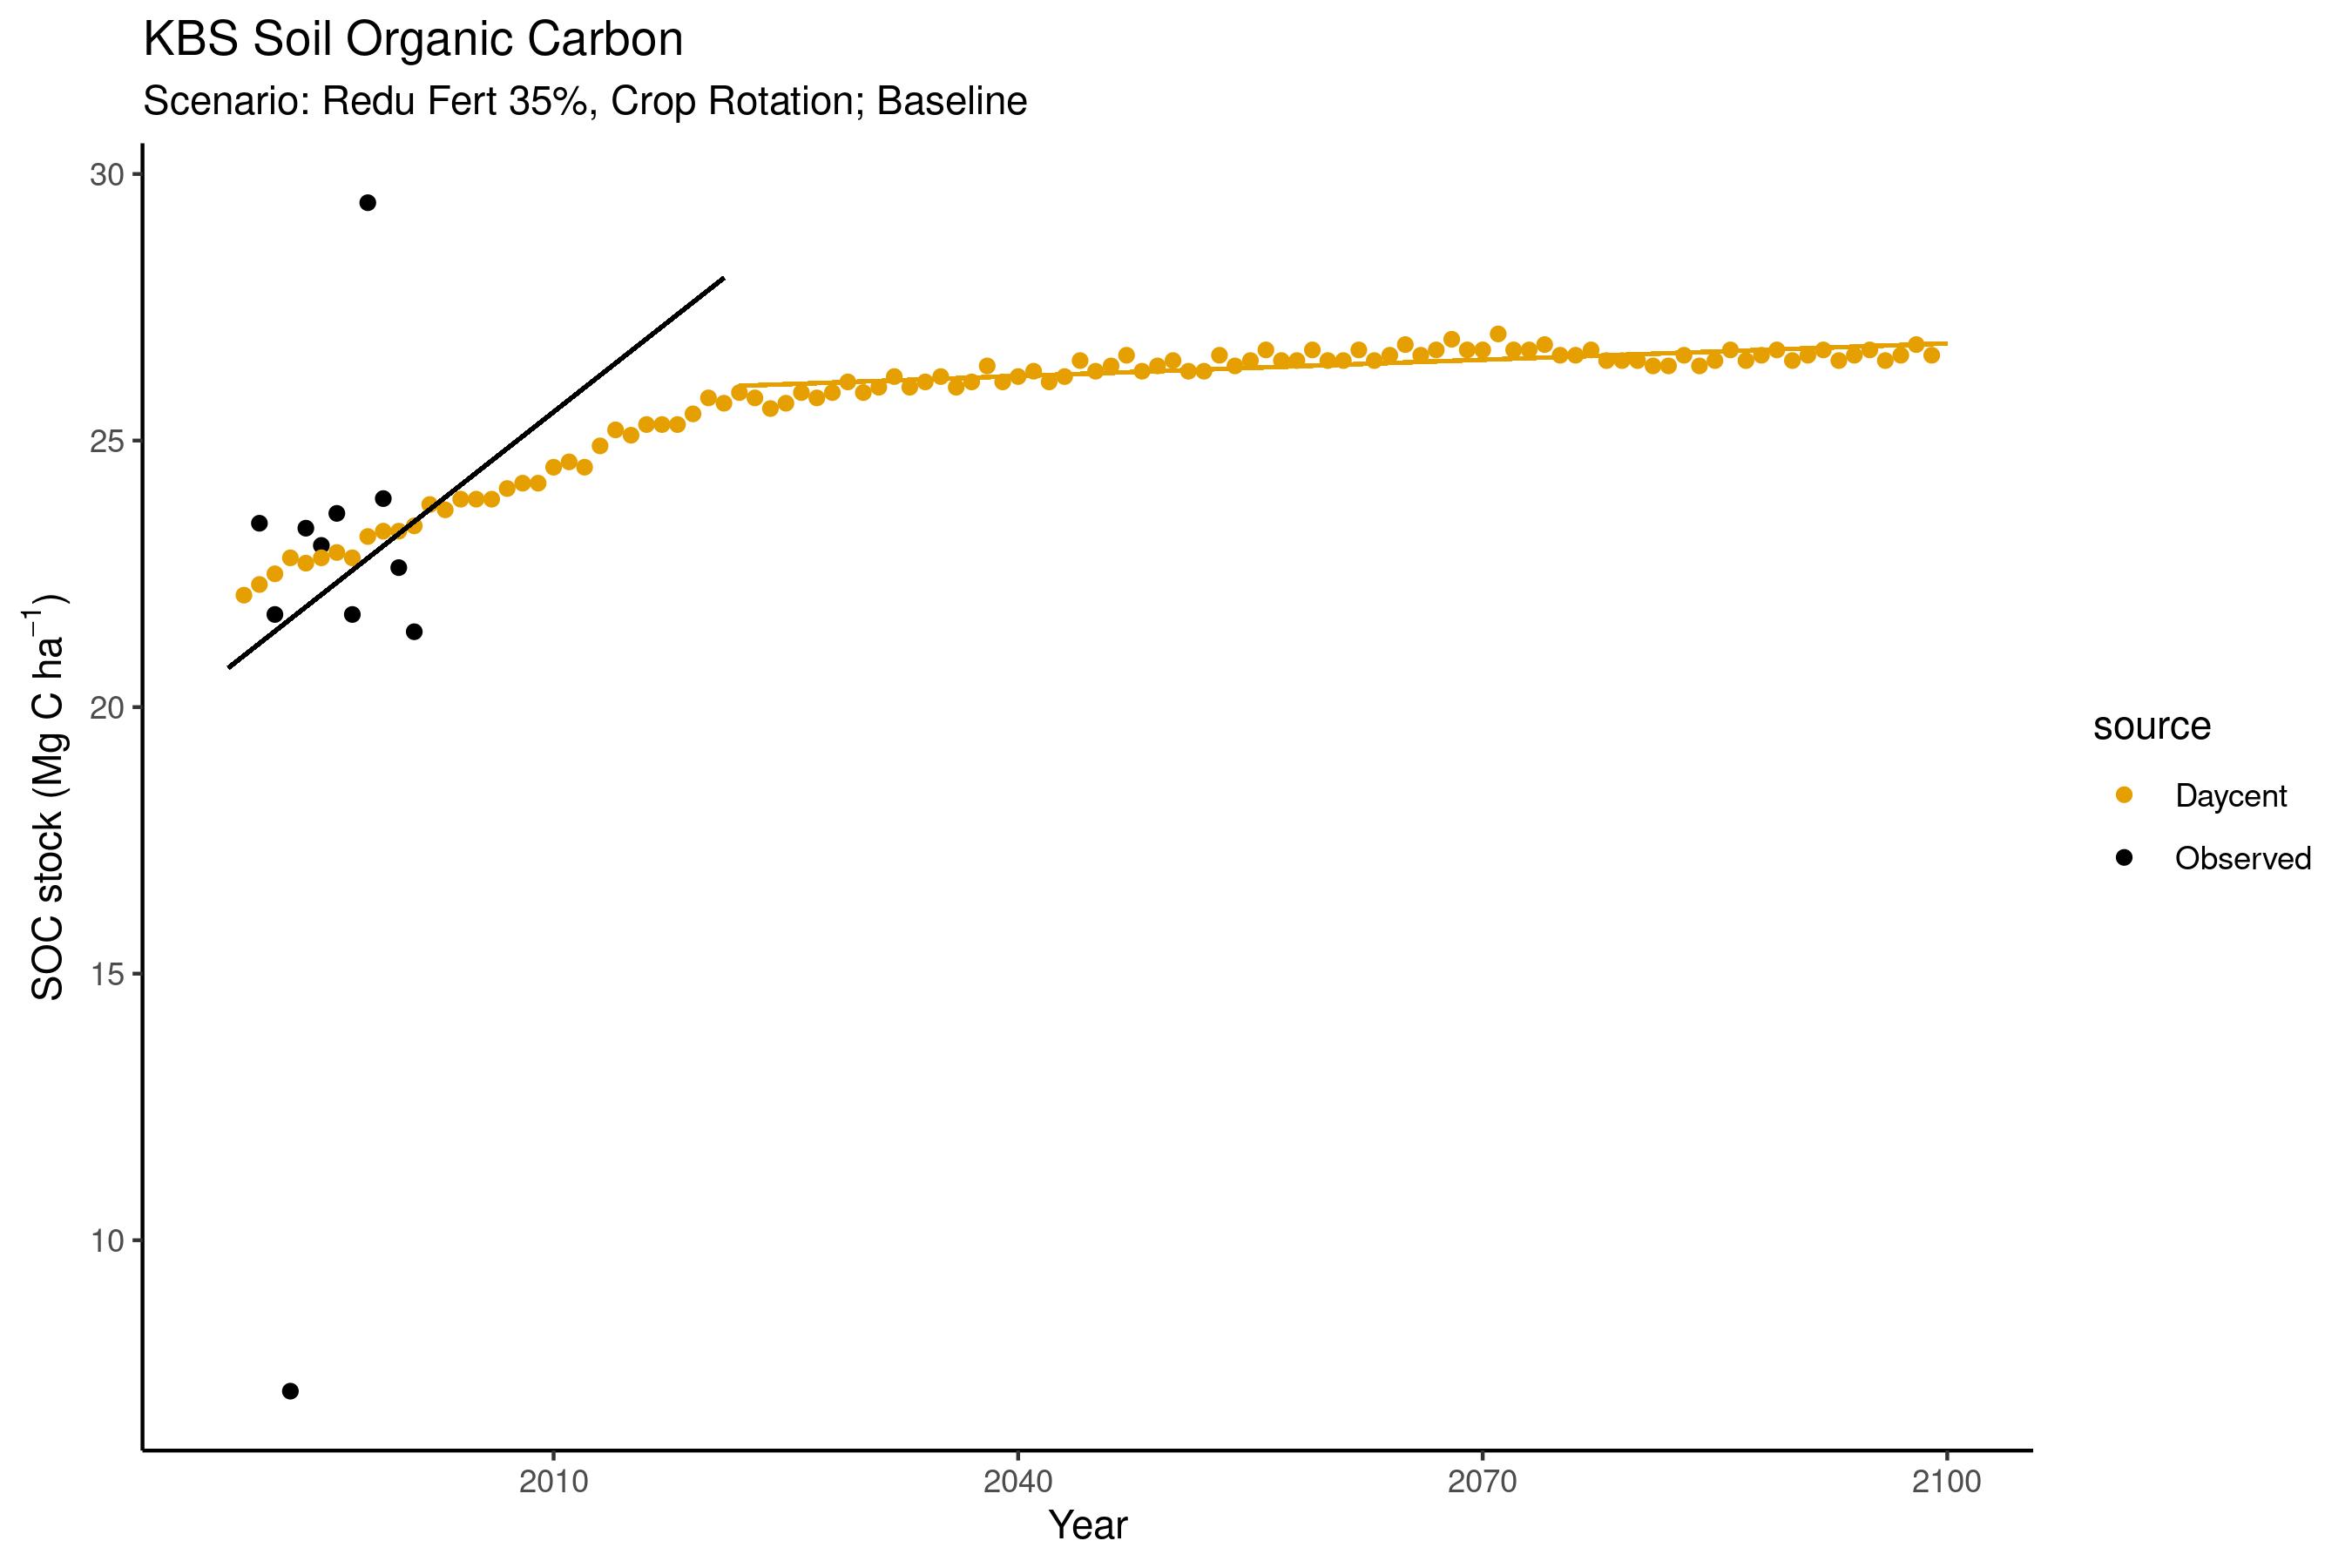 KBS Soil Organic Carbon
Scenario: Redu Fert 35%, Crop Rotation; Baseline
30
25
20
15
10
SOC stock (Mg C ha⁻¹)
2010
2040
2070
2100
Year
source
Daycent
Observed